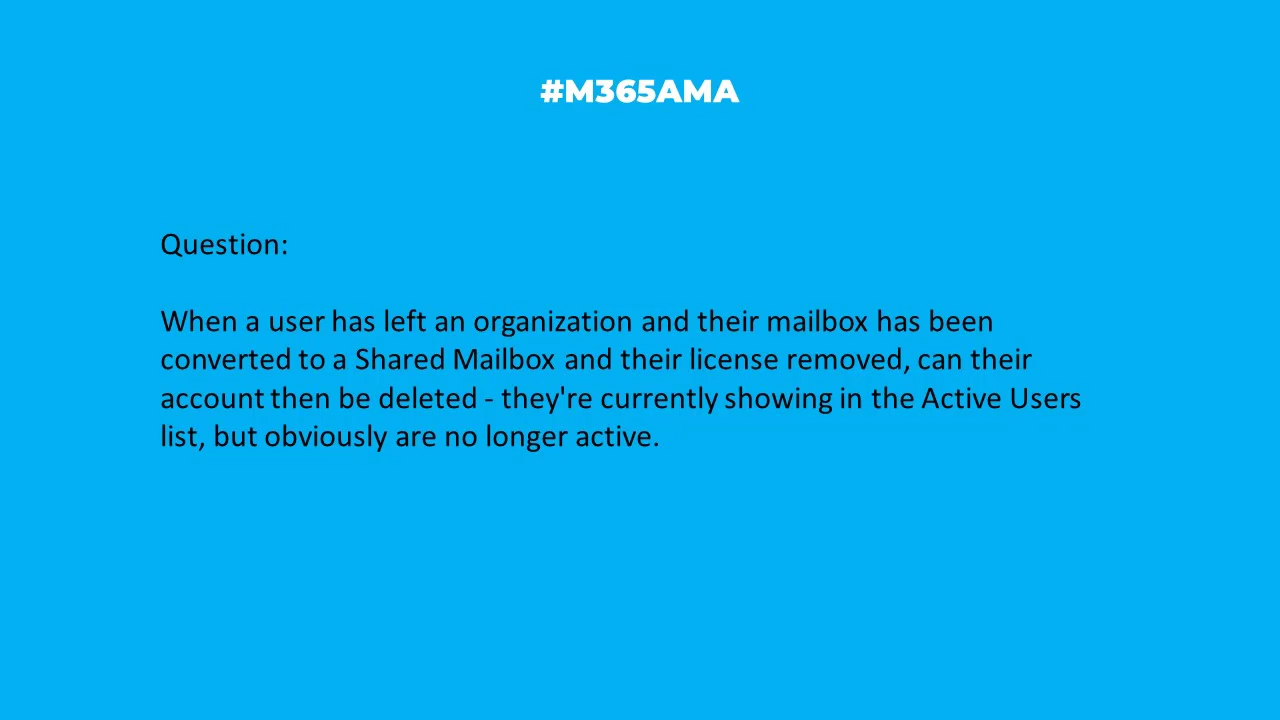 #M365AMA
Question:
When a user has left an organization and their mailbox has been
converted to a Shared Mailbox and their license removed, can their
account then be deleted - they're currently showing in the Active Users
list, but obviously are no longer active.